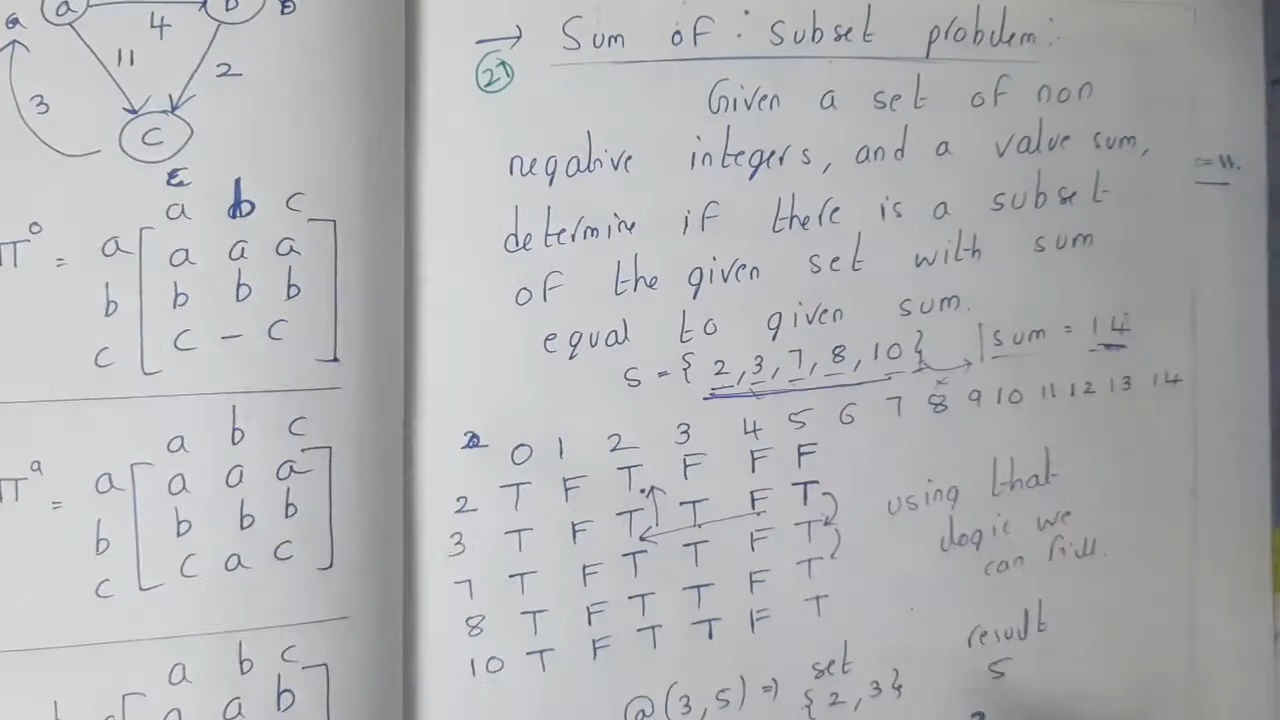 a a b B
4
11 2
3
C
ε
a b c
Π⁰ = a [ a a a ]
b b b b
c c - c
a b c
Πᵃ = a a a a
b b b b
c c a c
a b c
a b
→ Sum of : subset problem :
27
Given a set of non
negative integers, and a value sum,
= 11.
determine if there is a subset
of the given set with sum
equal to given sum.
S = { 2, 3, 7, 8, 10 } → | sum = 14
0 1 2 3 4 5 6 7 8 9 10 11 12 13 14
2 T F T F F F
3 T F T T F T
7 T F T T F T
8 T F T T F T
10 T F T T F T
using that
logic we
can fill.
@ (3, 5) => set {2, 3}
result
5